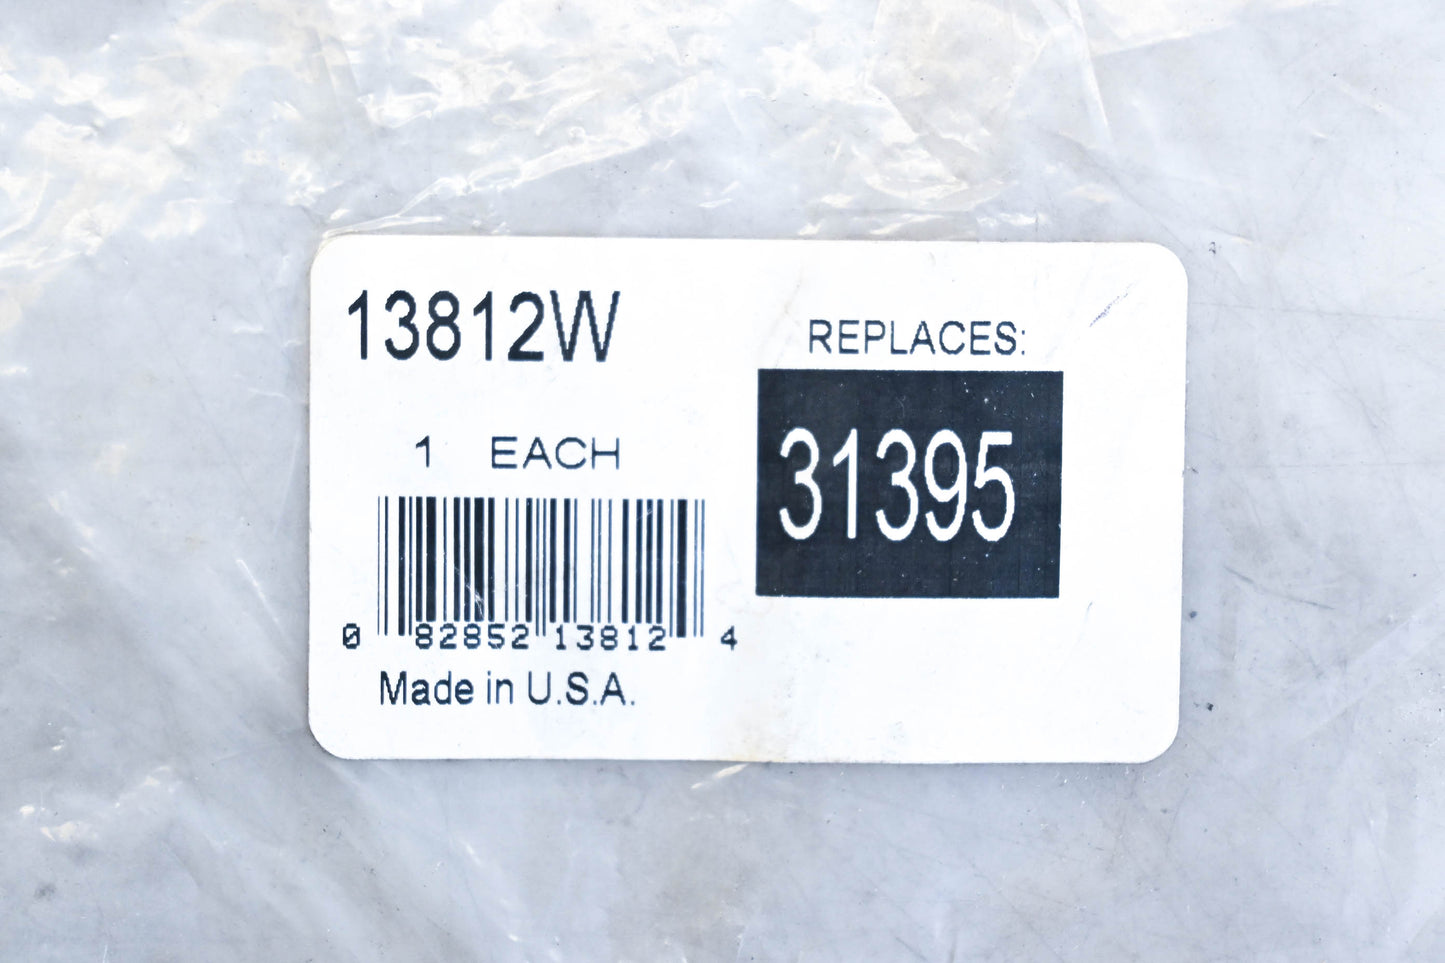 13812W
1 EACH
0 82852 13812 4
Made in U.S.A.
REPLACES:
31395